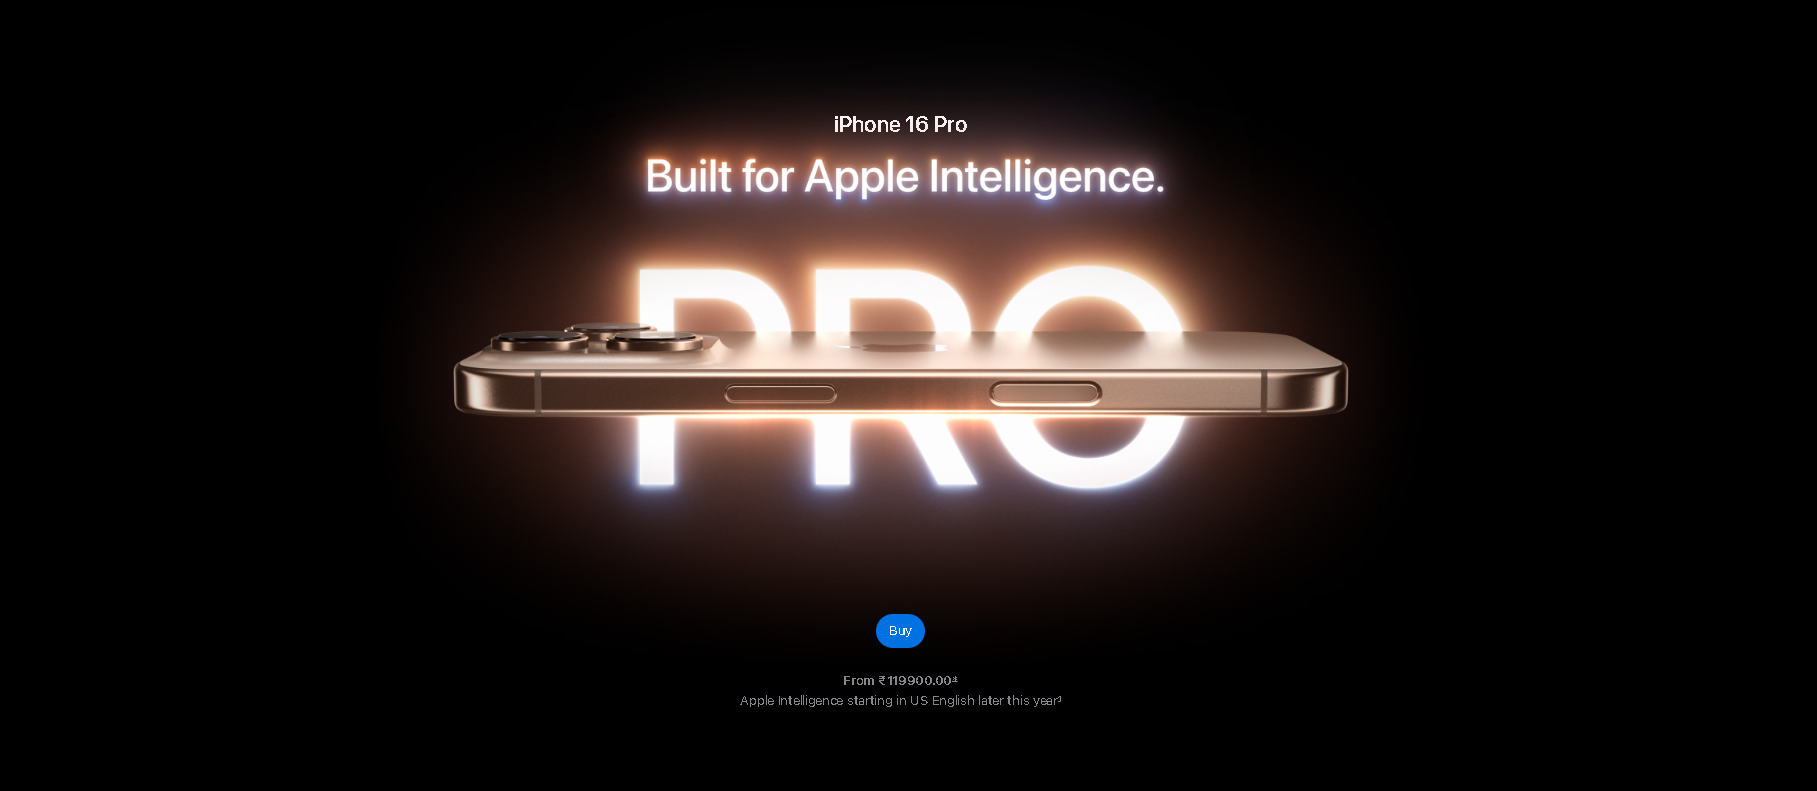 iPhone 16 Pro
Built for Apple Intelligence.
PRO
Buy
From ₹119900.00‡
Apple Intelligence starting in US English later this year¹